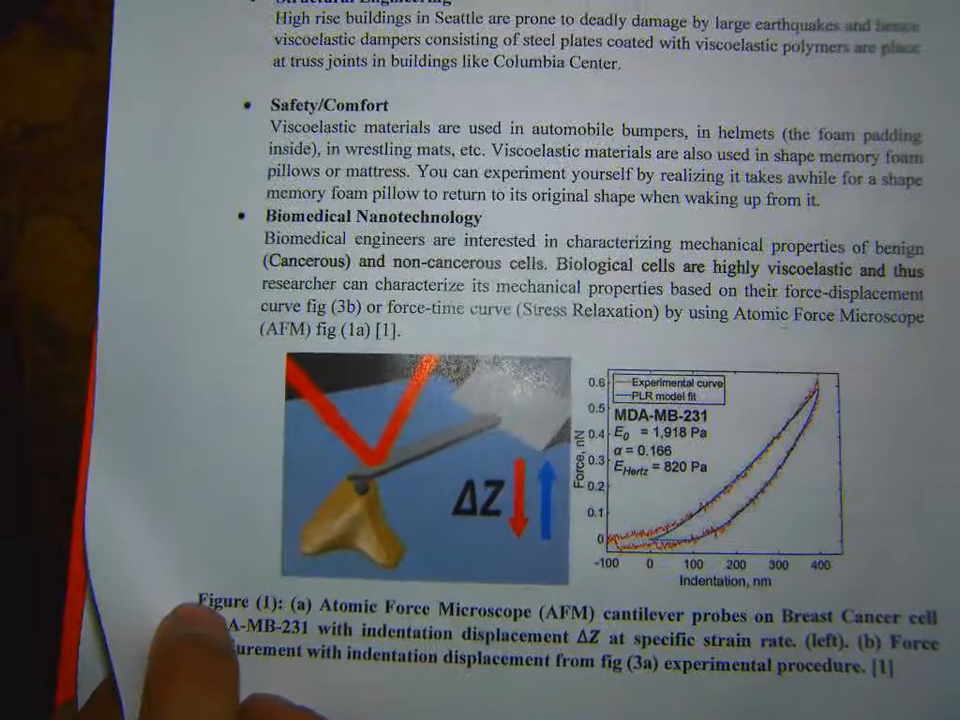 Structural Engineering
High rise buildings in Seattle are prone to deadly damage by large earthquakes and hence
viscoelastic dampers consisting of steel plates coated with viscoelastic polymers are place
at truss joints in buildings like Columbia Center.
• Safety/Comfort
Viscoelastic materials are used in automobile bumpers, in helmets (the foam padding
inside), in wrestling mats, etc. Viscoelastic materials are also used in shape memory foam
pillows or mattress. You can experiment yourself by realizing it takes awhile for a shape
memory foam pillow to return to its original shape when waking up from it.
• Biomedical Nanotechnology
Biomedical engineers are interested in characterizing mechanical properties of benign
(Cancerous) and non-cancerous cells. Biological cells are highly viscoelastic and thus
researcher can characterize its mechanical properties based on their force-displacement
curve fig (3b) or force-time curve (Stress Relaxation) by using Atomic Force Microscope
(AFM) fig (1a) [1].
ΔZ
Force, nN
0.6
0.5
0.4
0.3
0.2
0.1
0
Experimental curve
PLR model fit
MDA-MB-231
E0 = 1,918 Pa
α = 0.166
EHertz = 820 Pa
-100 0 100 200 300 400
Indentation, nm
Figure (1): (a) Atomic Force Microscope (AFM) cantilever probes on Breast Cancer cell
A-MB-231 with indentation displacement ΔZ at specific strain rate. (left). (b) Force
urement with indentation displacement from fig (3a) experimental procedure. [1]